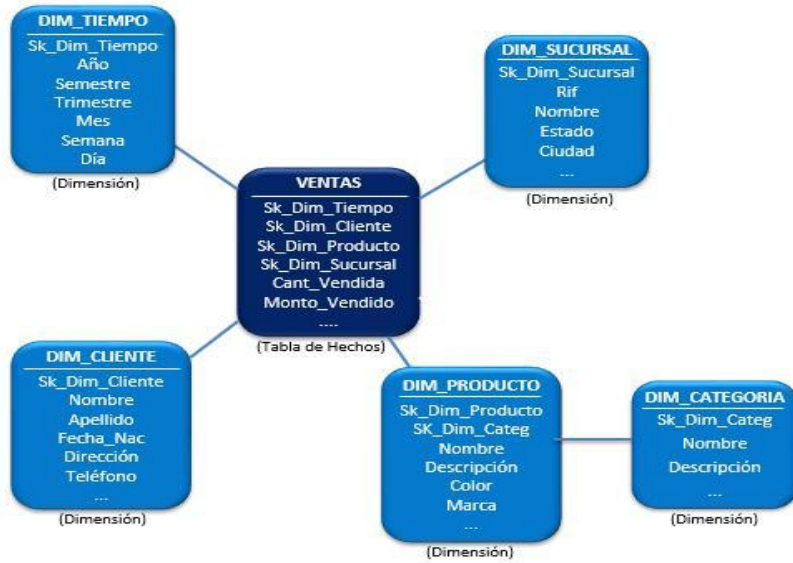 DIM_TIEMPO
Sk_Dim_Tiempo
Año
Semestre
Trimestre
Mes
Semana
Día
(Dimensión)
DIM_SUCURSAL
Sk_Dim_Sucursal
Rif
Nombre
Estado
Ciudad
...
(Dimensión)
VENTAS
Sk_Dim_Tiempo
Sk_Dim_Cliente
Sk_Dim_Producto
Sk_Dim_Sucursal
Cant_Vendida
Monto_Vendido
....
(Tabla de Hechos)
DIM_CLIENTE
Sk_Dim_Cliente
Nombre
Apellido
Fecha_Nac
Dirección
Teléfono
...
(Dimensión)
DIM_PRODUCTO
Sk_Dim_Producto
SK_Dim_Categ
Nombre
Descripción
Color
Marca
...
(Dimensión)
DIM_CATEGORIA
Sk_Dim_Categ
Nombre
Descripción
...
(Dimensión)